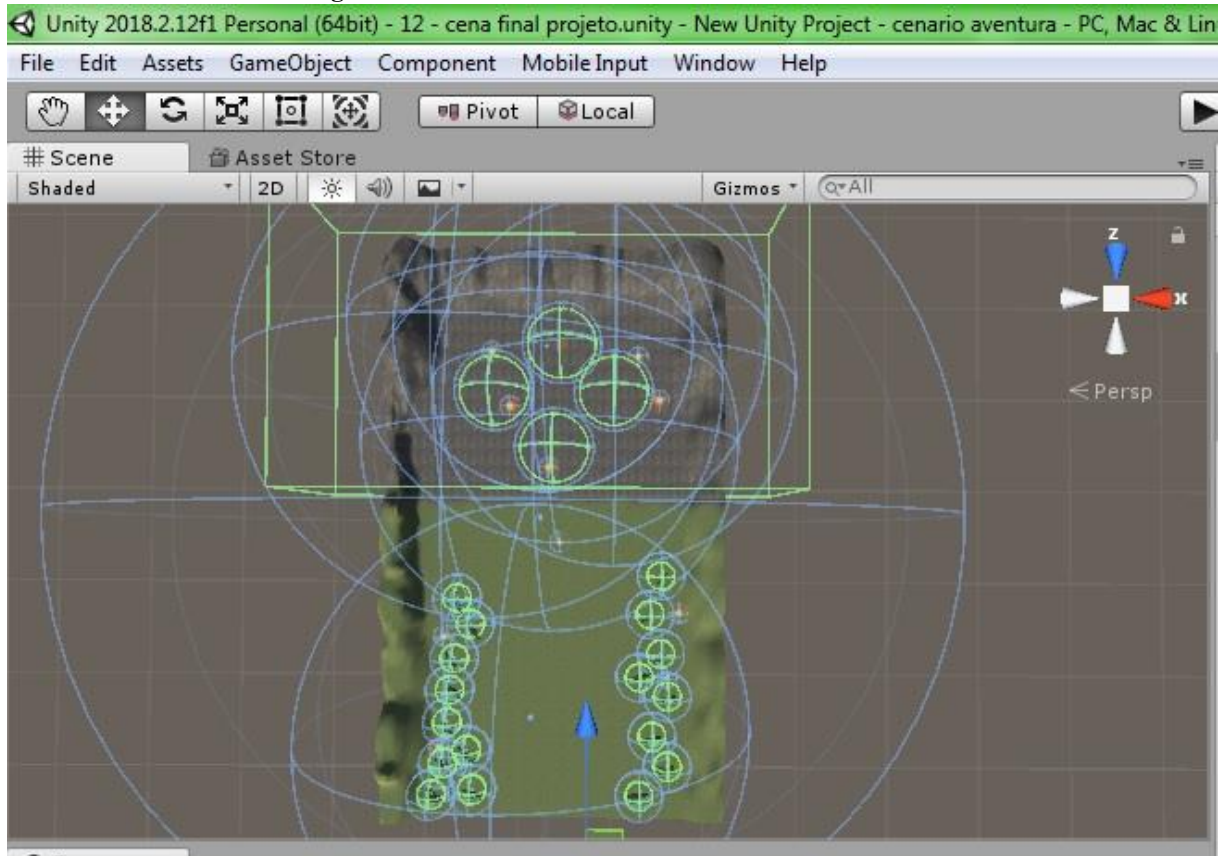 Unity 2018.2.12f1 Personal (64bit) - 12 - cena final projeto.unity - New Unity Project - cenario aventura - PC, Mac & Lin
File Edit Assets GameObject Component Mobile Input Window Help
Pivot Local
Scene Asset Store
Shaded 2D Gizmos All
z
x
Persp